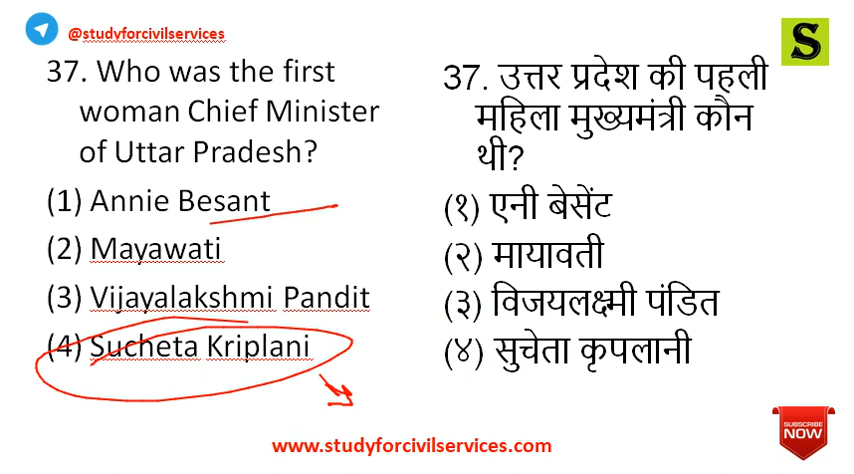 @studyforcivilservices
S
37. Who was the first
woman Chief Minister
of Uttar Pradesh?
(1) Annie Besant
(2) Mayawati
(3) Vijayalakshmi Pandit
(4) Sucheta Kriplani
37. उत्तर प्रदेश की पहली
महिला मुख्यमंत्री कौन
थी?
(१) एनी बेसेंट
(२) मायावती
(३) विजयलक्ष्मी पंडित
(४) सुचेता कृपलानी
www.studyforcivilservices.com
SUBSCRIBE
NOW